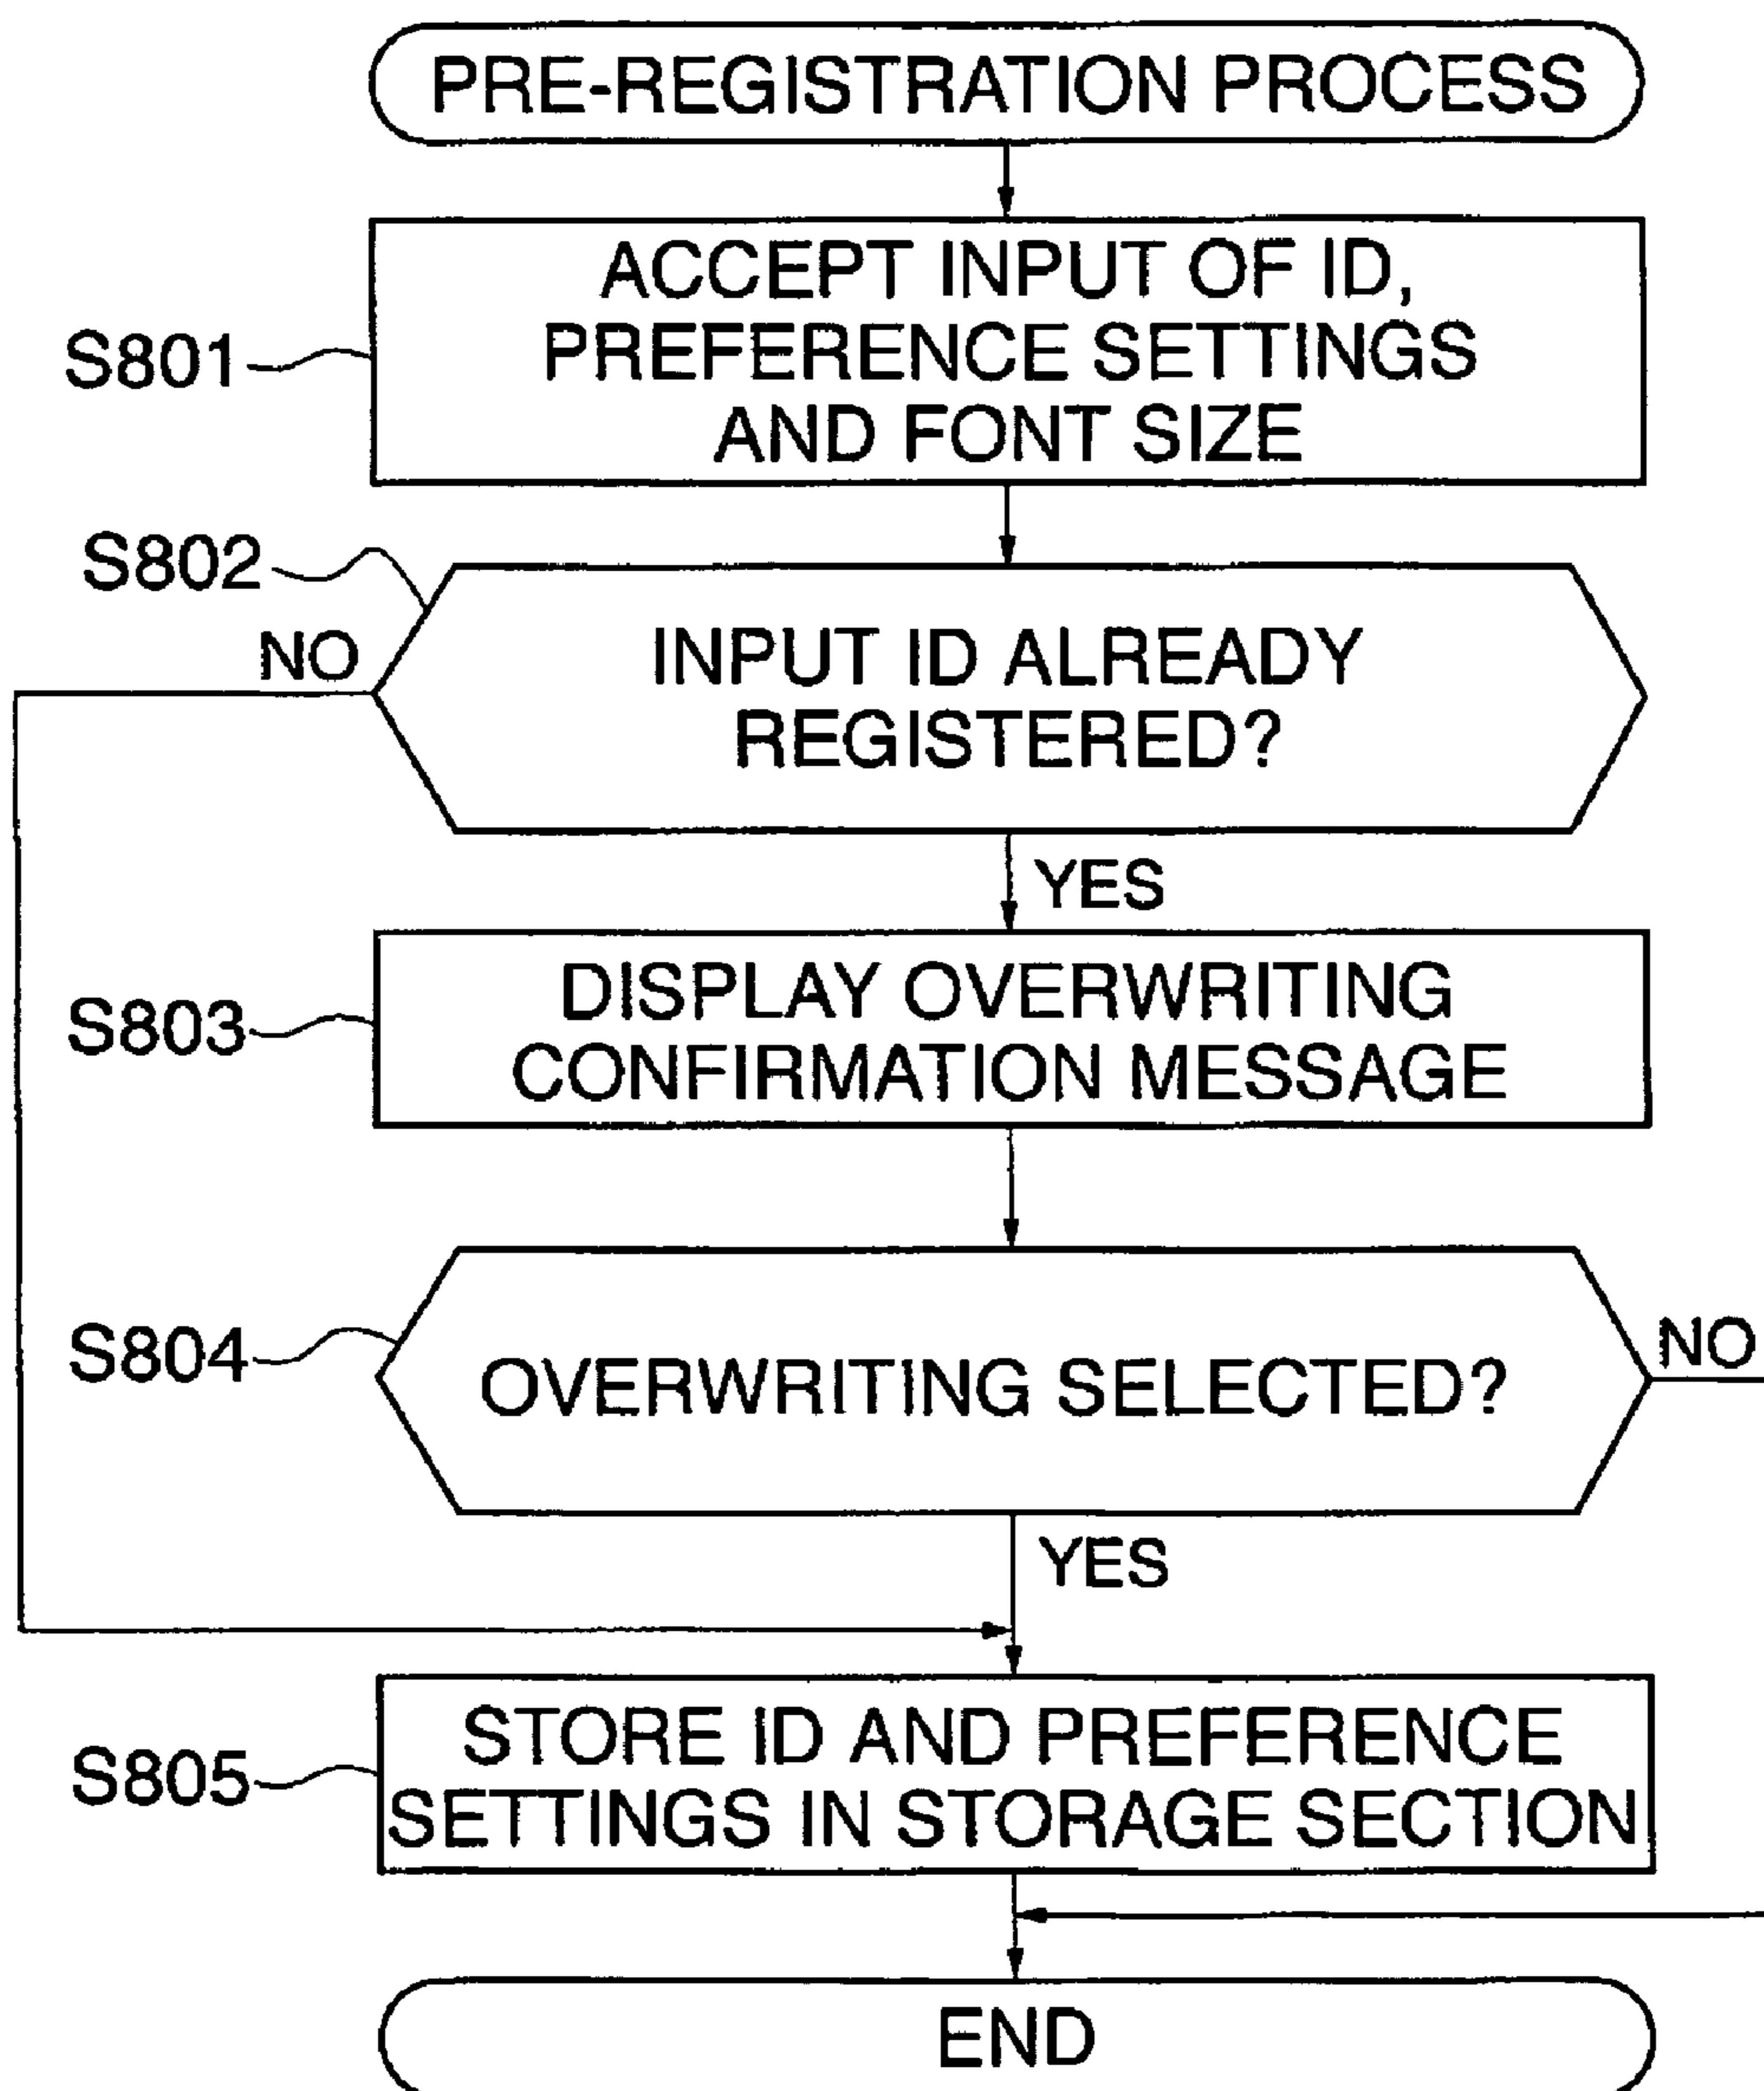 PRE-REGISTRATION PROCESS
S801
ACCEPT INPUT OF ID,
PREFERENCE SETTINGS
AND FONT SIZE
S802
NO
INPUT ID ALREADY
REGISTERED?
YES
S803
DISPLAY OVERWRITING
CONFIRMATION MESSAGE
S804
OVERWRITING SELECTED?
NO
YES
S805
STORE ID AND PREFERENCE
SETTINGS IN STORAGE SECTION
END